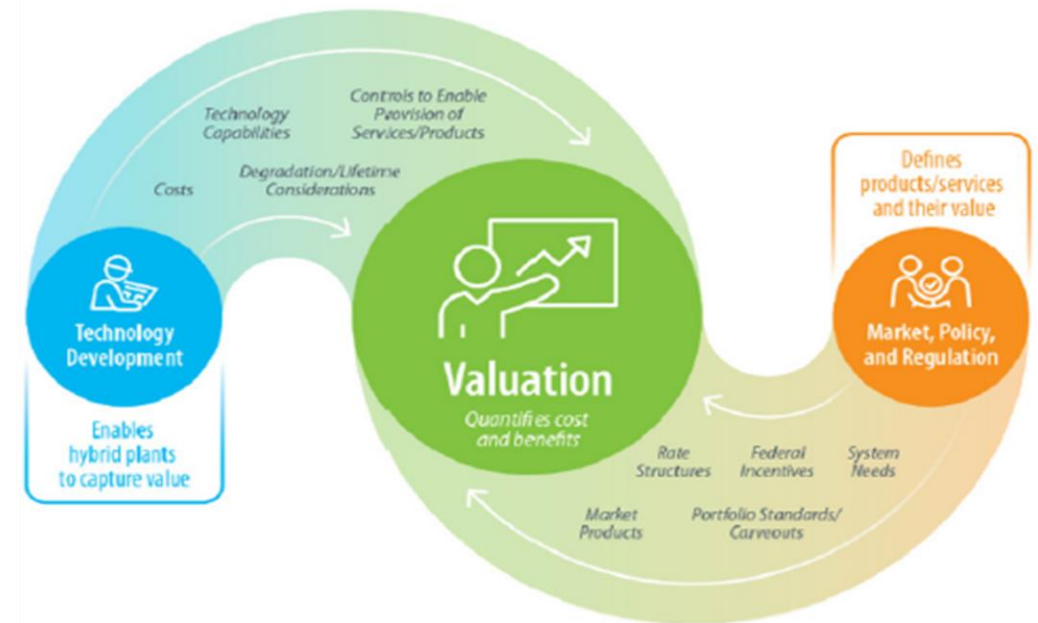 Technology
Capabilities
Controls to Enable
Provision of
Services/Products
Costs
Degradation/Lifetime
Considerations
Technology
Development
Enables
hybrid plants
to capture value
Valuation
Quantifies cost
and benefits
Defines
products/services
and their value
Market, Policy,
and Regulation
Rate
Structures
Federal
Incentives
System
Needs
Market
Products
Portfolio Standards/
Carveouts